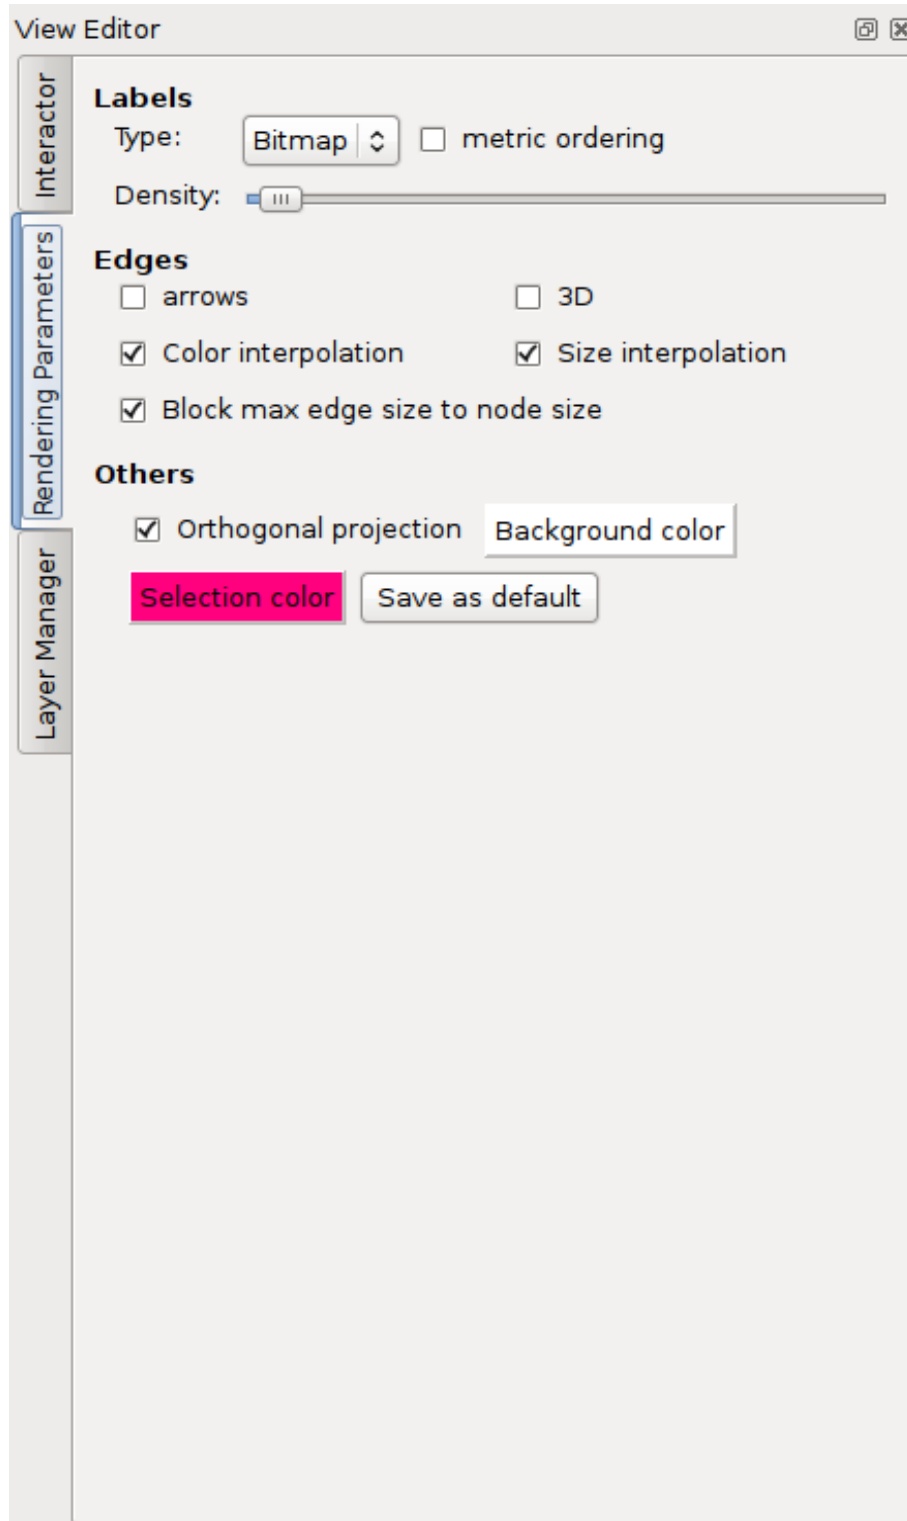 View Editor
Interactor
Rendering Parameters
Layer Manager
Labels
Type: Bitmap metric ordering
Density:
Edges
arrows 3D
Color interpolation Size interpolation
Block max edge size to node size
Others
Orthogonal projection Background color
Selection color Save as default